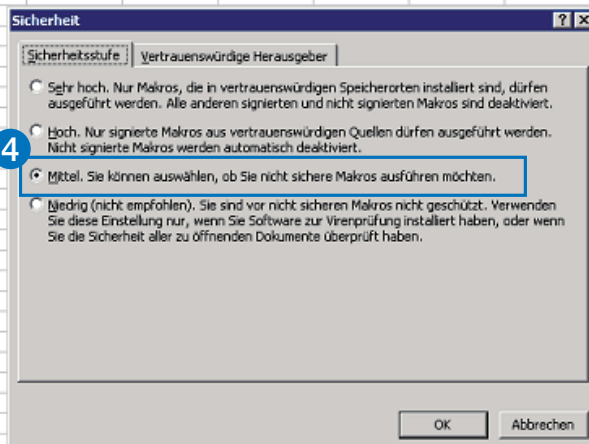 Sicherheit
Sicherheitsstufe
Vertrauenswürdige Herausgeber
Sehr hoch. Nur Makros, die in vertrauenswürdigen Speicherorten installiert sind, dürfen
ausgeführt werden. Alle anderen signierten und nicht signierten Makros sind deaktiviert.
Hoch. Nur signierte Makros aus vertrauenswürdigen Quellen dürfen ausgeführt werden.
Nicht signierte Makros werden automatisch deaktiviert.
4
Mittel. Sie können auswählen, ob Sie nicht sichere Makros ausführen möchten.
Niedrig (nicht empfohlen). Sie sind vor nicht sicheren Makros nicht geschützt. Verwenden
Sie diese Einstellung nur, wenn Sie Software zur Virenprüfung installiert haben, oder wenn
Sie die Sicherheit aller zu öffnenden Dokumente überprüft haben.
OK
Abbrechen